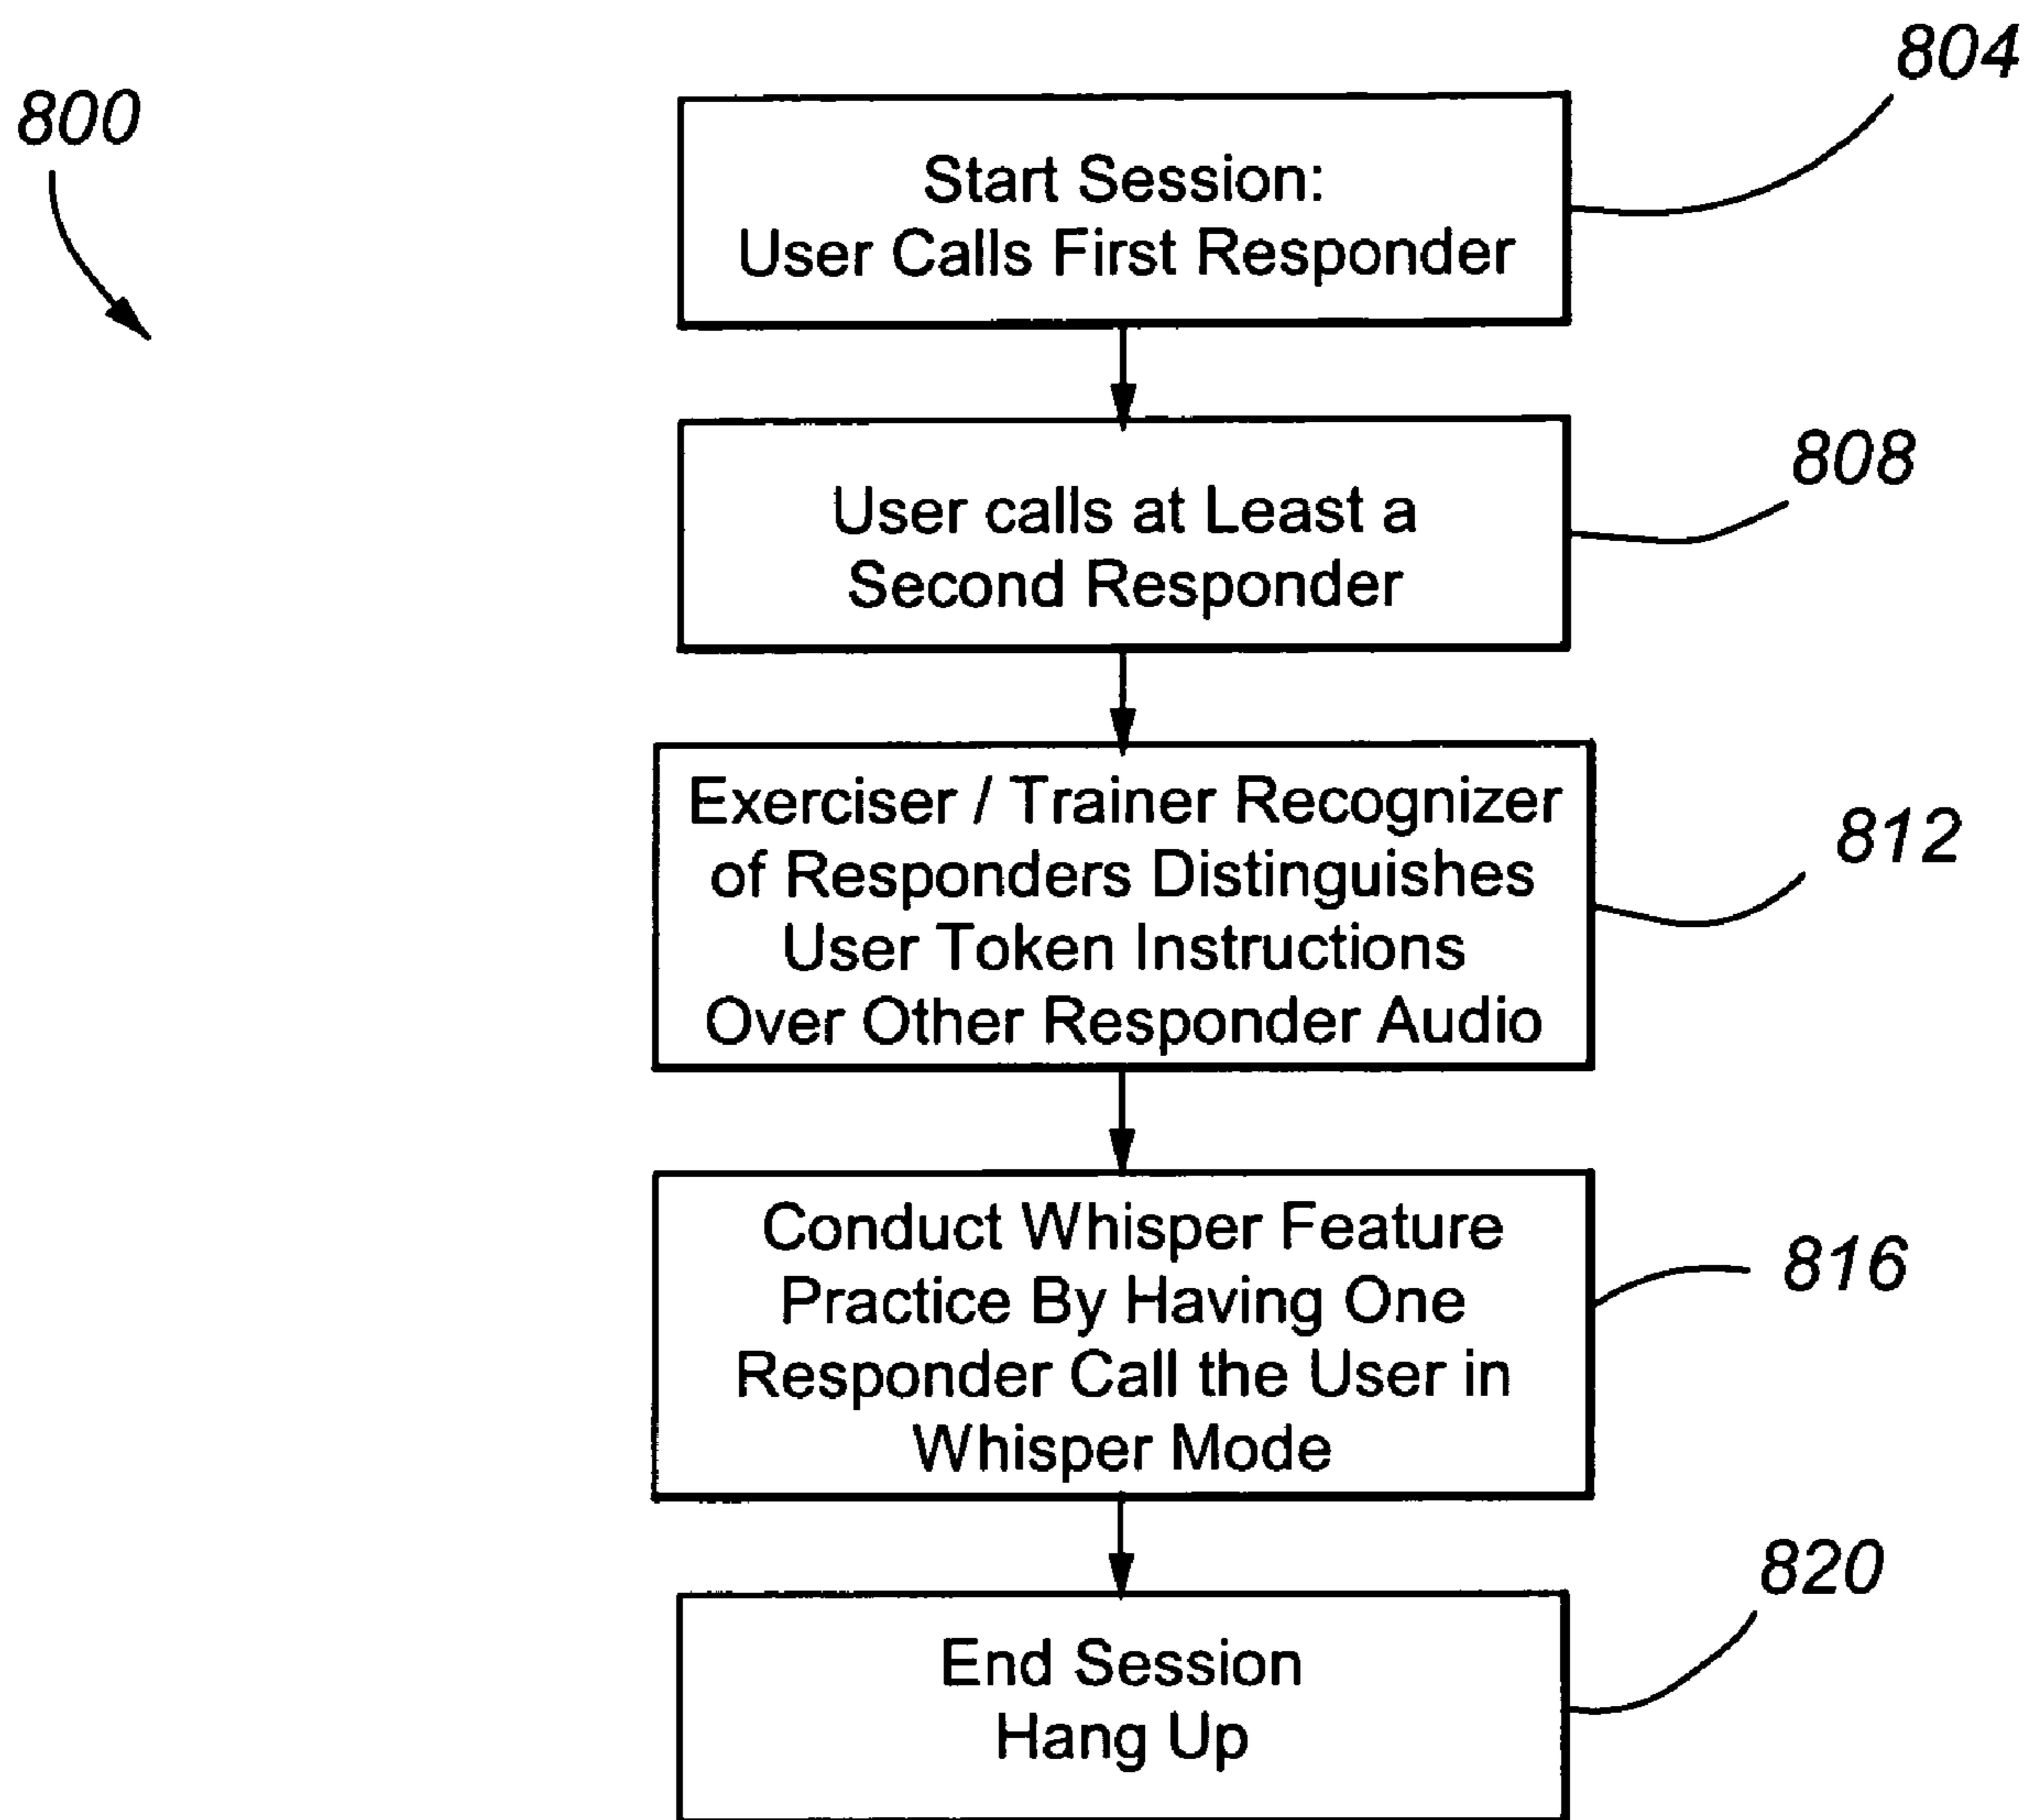 800
804
Start Session:
User Calls First Responder
808
User calls at Least a
Second Responder
812
Exerciser / Trainer Recognizer
of Responders Distinguishes
User Token Instructions
Over Other Responder Audio
816
Conduct Whisper Feature
Practice By Having One
Responder Call the User in
Whisper Mode
820
End Session
Hang Up